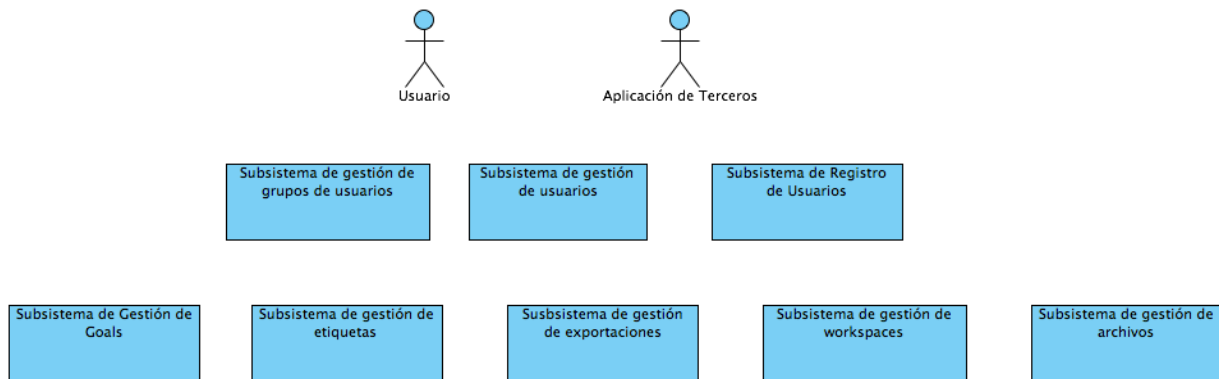 Usuario
Aplicación de Terceros
Subsistema de gestión de
grupos de usuarios
Subsistema de gestión
de usuarios
Subsistema de Registro
de Usuarios
Subsistema de Gestión de
Goals
Subsistema de gestión de
etiquetas
Susbsistema de gestión
de exportaciones
Subsistema de gestión de
workspaces
Subsistema de gestión de
archivos